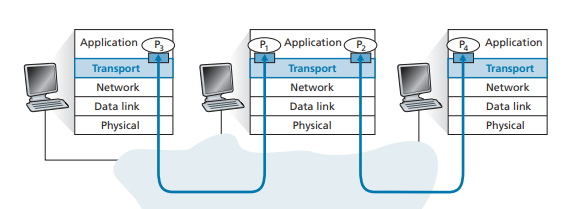 Application P3
Transport
Network
Data link
Physical
P1 Application P2
Transport
Network
Data link
Physical
P4 Application
Transport
Network
Data link
Physical